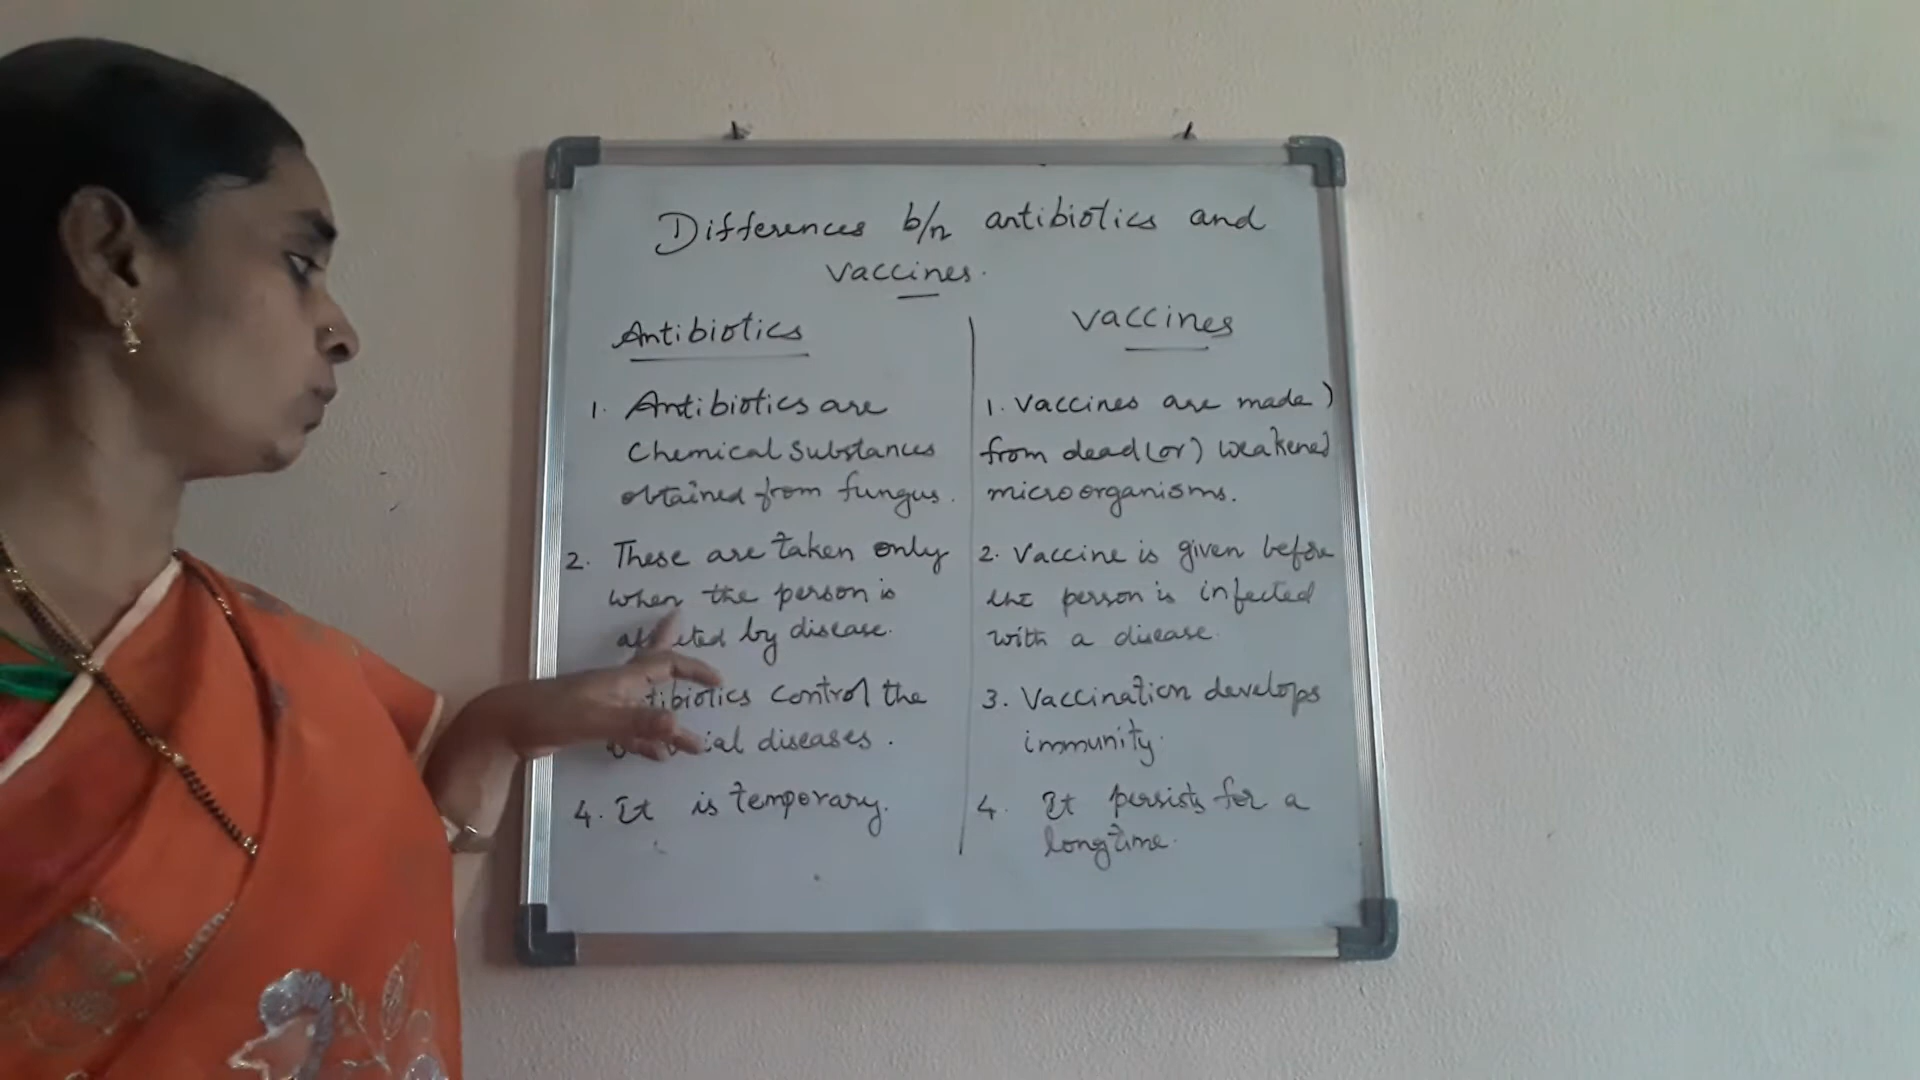 Differences b/n antibiotics and
vaccines.
Antibiotics
1. Antibiotics are
Chemical Substances
obtained from fungus.
2. These are taken only
when the person is
by disease.
control the
diseases.
4. It is temporary.
Vaccines
1. Vaccines are made
from dead (or) weakened
microorganisms.
2. Vaccine is given before
the person is infected
with a disease.
3. Vaccination develops
immunity.
4. It persists for a
longtime.